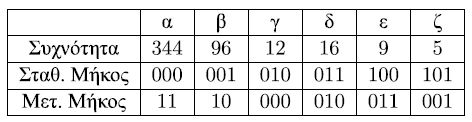 α β γ δ ε ζ
Συχνότητα 344 96 12 16 9 5
Σταθ. Μήκος 000 001 010 011 100 101
Μετ. Μήκος 11 10 000 010 011 001